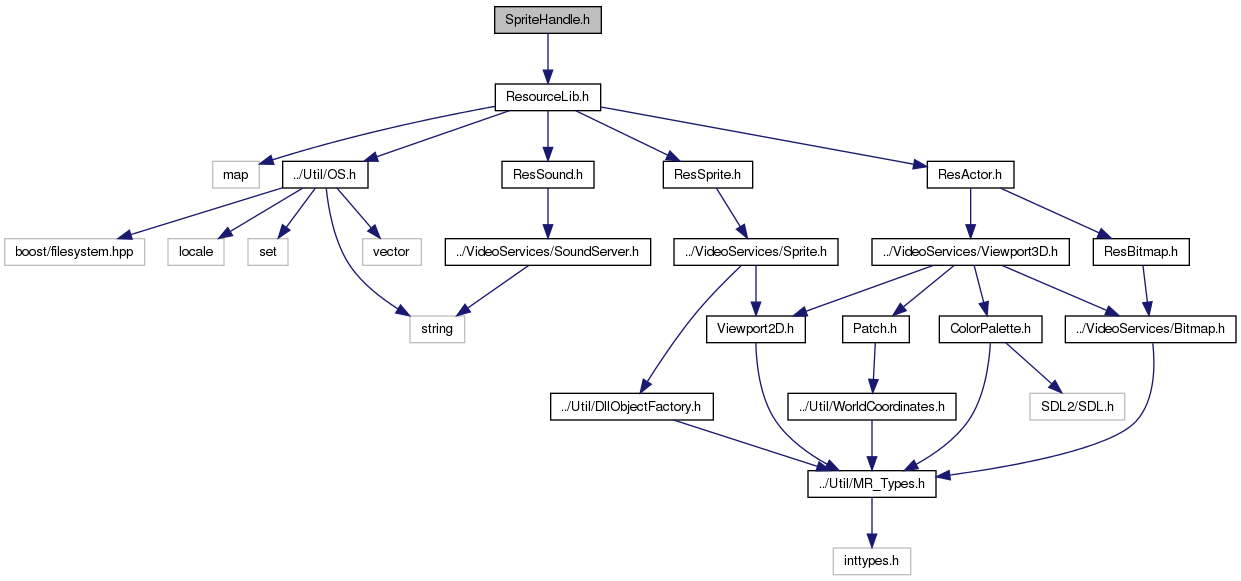 SpriteHandle.h
ResourceLib.h
map
../Util/OS.h
ResSound.h
ResSprite.h
ResActor.h
boost/filesystem.hpp
locale
set
vector
../VideoServices/SoundServer.h
../VideoServices/Sprite.h
../VideoServices/Viewport3D.h
ResBitmap.h
string
Viewport2D.h
Patch.h
ColorPalette.h
../VideoServices/Bitmap.h
../Util/DllObjectFactory.h
../Util/WorldCoordinates.h
SDL2/SDL.h
../Util/MR_Types.h
inttypes.h